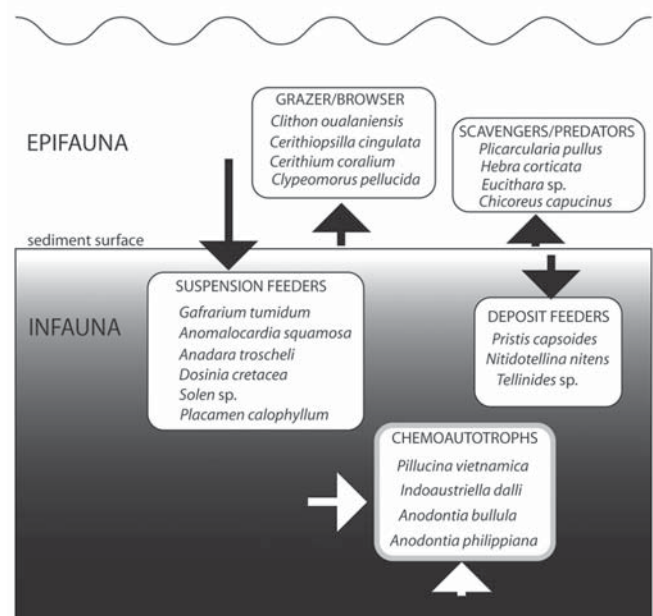 EPIFAUNA
GRAZER/BROWSER
Clithon oualaniensis
Cerithiopsilla cingulata
Cerithium coralium
Clypeomorus pellucida
SCAVENGERS/PREDATORS
Plicarcularia pullus
Hebra corticata
Eucithara sp.
Chicoreus capucinus
sediment surface
INFAUNA
SUSPENSION FEEDERS
Gafrarium tumidum
Anomalocardia squamosa
Anadara troscheli
Dosinia cretacea
Solen sp.
Placamen calophyllum
DEPOSIT FEEDERS
Pristis capsoides
Nitidotellina nitens
Tellinides sp.
CHEMOAUTOTROPHS
Pillucina vietnamica
Indoaustriella dalli
Anodontia bullula
Anodontia philippiana